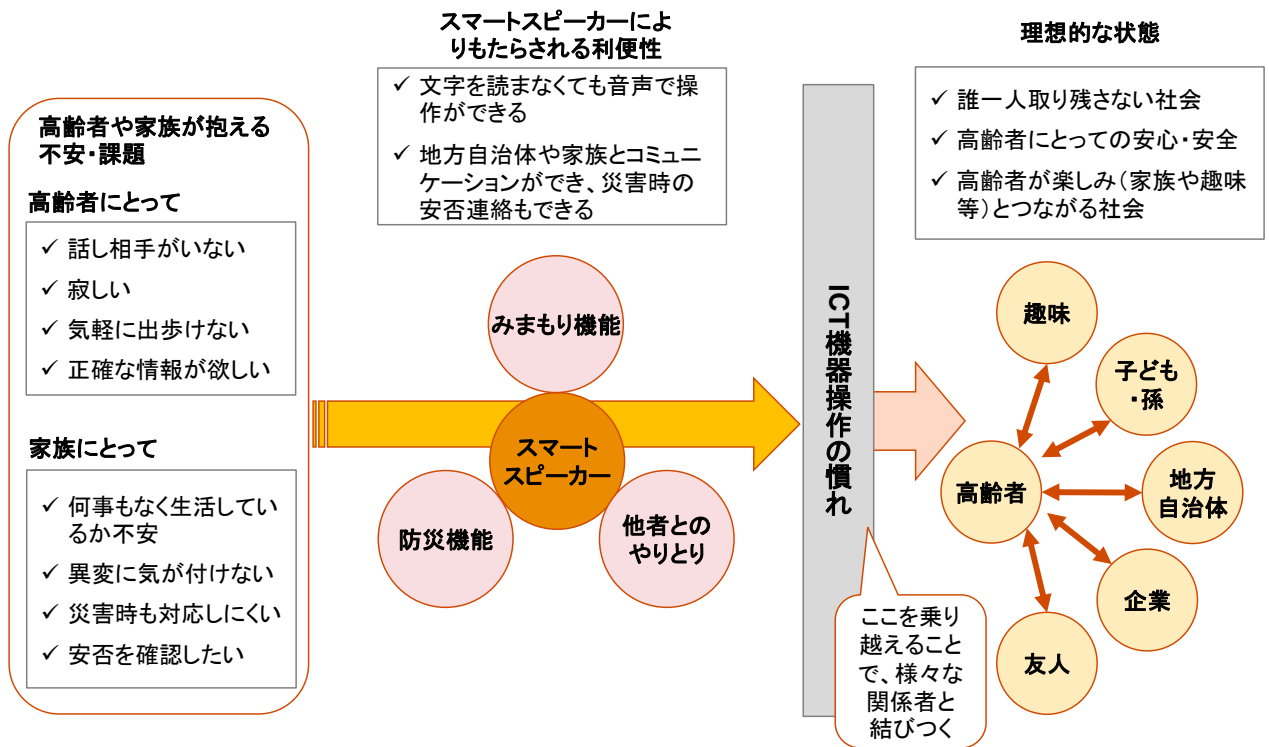 高齢者や家族が抱える
不安・課題
高齢者にとって
✓ 話し相手がいない
✓ 寂しい
✓ 気軽に出歩けない
✓ 正確な情報が欲しい
家族にとって
✓ 何事もなく生活してい
るか不安
✓ 異変に気が付けない
✓ 災害時も対応しにくい
✓ 安否を確認したい
スマートスピーカーによ
りもたらされる利便性
✓ 文字を読まなくても音声で操
作ができる
✓ 地方自治体や家族とコミュニ
ケーションができ、災害時の
安否連絡もできる
みまもり機能
スマート
スピーカー
防災機能
他者との
やりとり
ICT機器操作の慣れ
ここを乗り
越えること
で、様々な
関係者と
結びつく
理想的な状態
✓ 誰一人取り残さない社会
✓ 高齢者にとっての安心・安全
✓ 高齢者が楽しみ（家族や趣味
等）とつながる社会
趣味
子ども
・孫
高齢者
地方
自治体
企業
友人